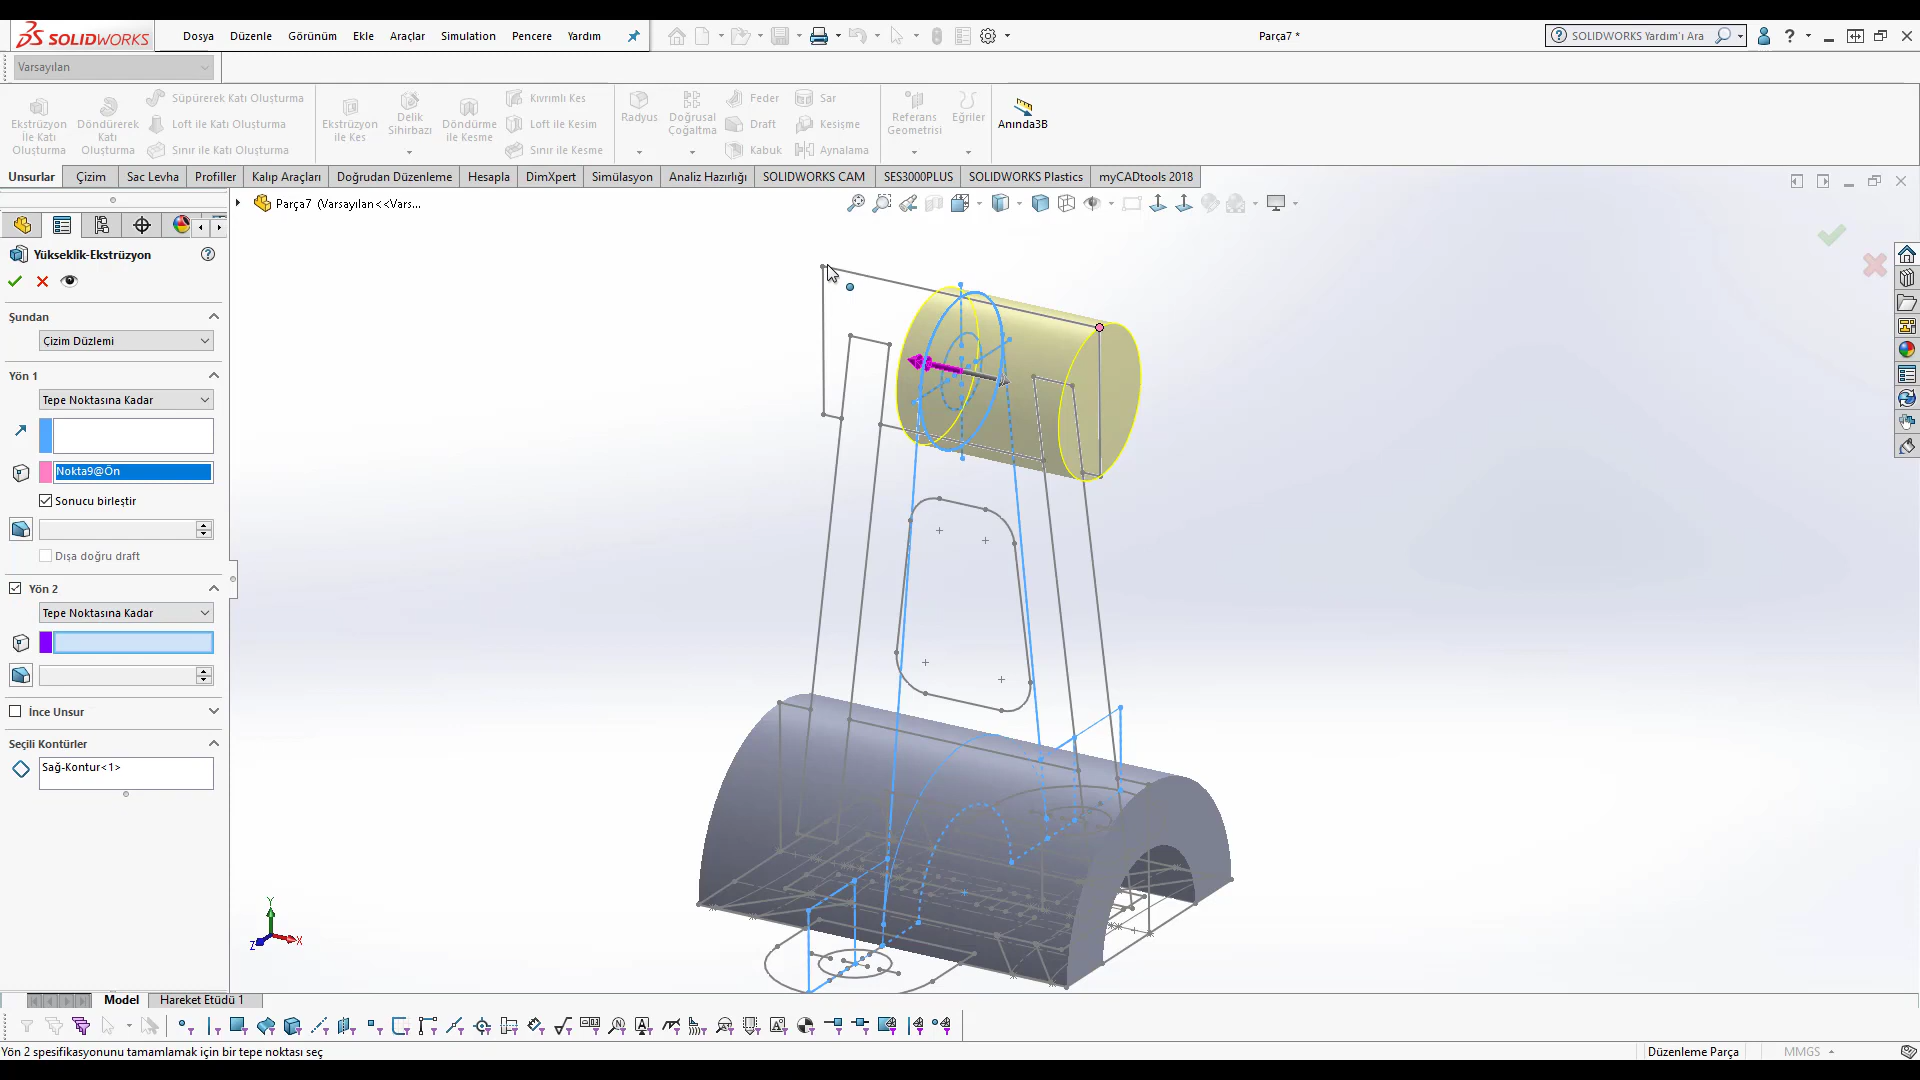 SOLIDWORKS
Dosya Düzenle Görünüm Ekle Araçlar Simulation Pencere Yardım
Parça7 *
SOLIDWORKS Yardım'ı Ara
Varsayılan
Ekstrüzyon İle Katı Oluşturma
Döndürerek Katı Oluşturma
Süpürerek Katı Oluşturma
Loft ile Katı Oluşturma
Sınır ile Katı Oluşturma
Ekstrüzyon ile Kes
Delik Sihirbazı
Döndürme ile Kesme
Kıvrımlı Kes
Loft ile Kesim
Sınır ile Kesme
Radyus
Doğrusal Çoğaltma
Feder
Draft
Kabuk
Sar
Kesişme
Aynalama
Referans Geometrisi
Eğriler
Anında3B
Unsurlar Çizim Sac Levha Profiller Kalıp Araçları Doğrudan Düzenleme Hesapla DimXpert Simülasyon Analiz Hazırlığı SOLIDWORKS CAM SES3000PLUS SOLIDWORKS Plastics myCADtools 2018
Parça7 (Varsayılan<<Vars...
Yükseklik-Ekstrüzyon
Şundan
Çizim Düzlemi
Yön 1
Tepe Noktasına Kadar
Nokta9@Ön
Sonucu birleştir
Dışa doğru draft
Yön 2
Tepe Noktasına Kadar
İnce Unsur
Seçili Kontürler
Sağ-Kontur<1>
Y
Z
X
Model Hareket Etüdü 1
Yön 2 spesifikasyonunu tamamlamak için bir tepe noktası seç
Düzenleme Parça
MMGS